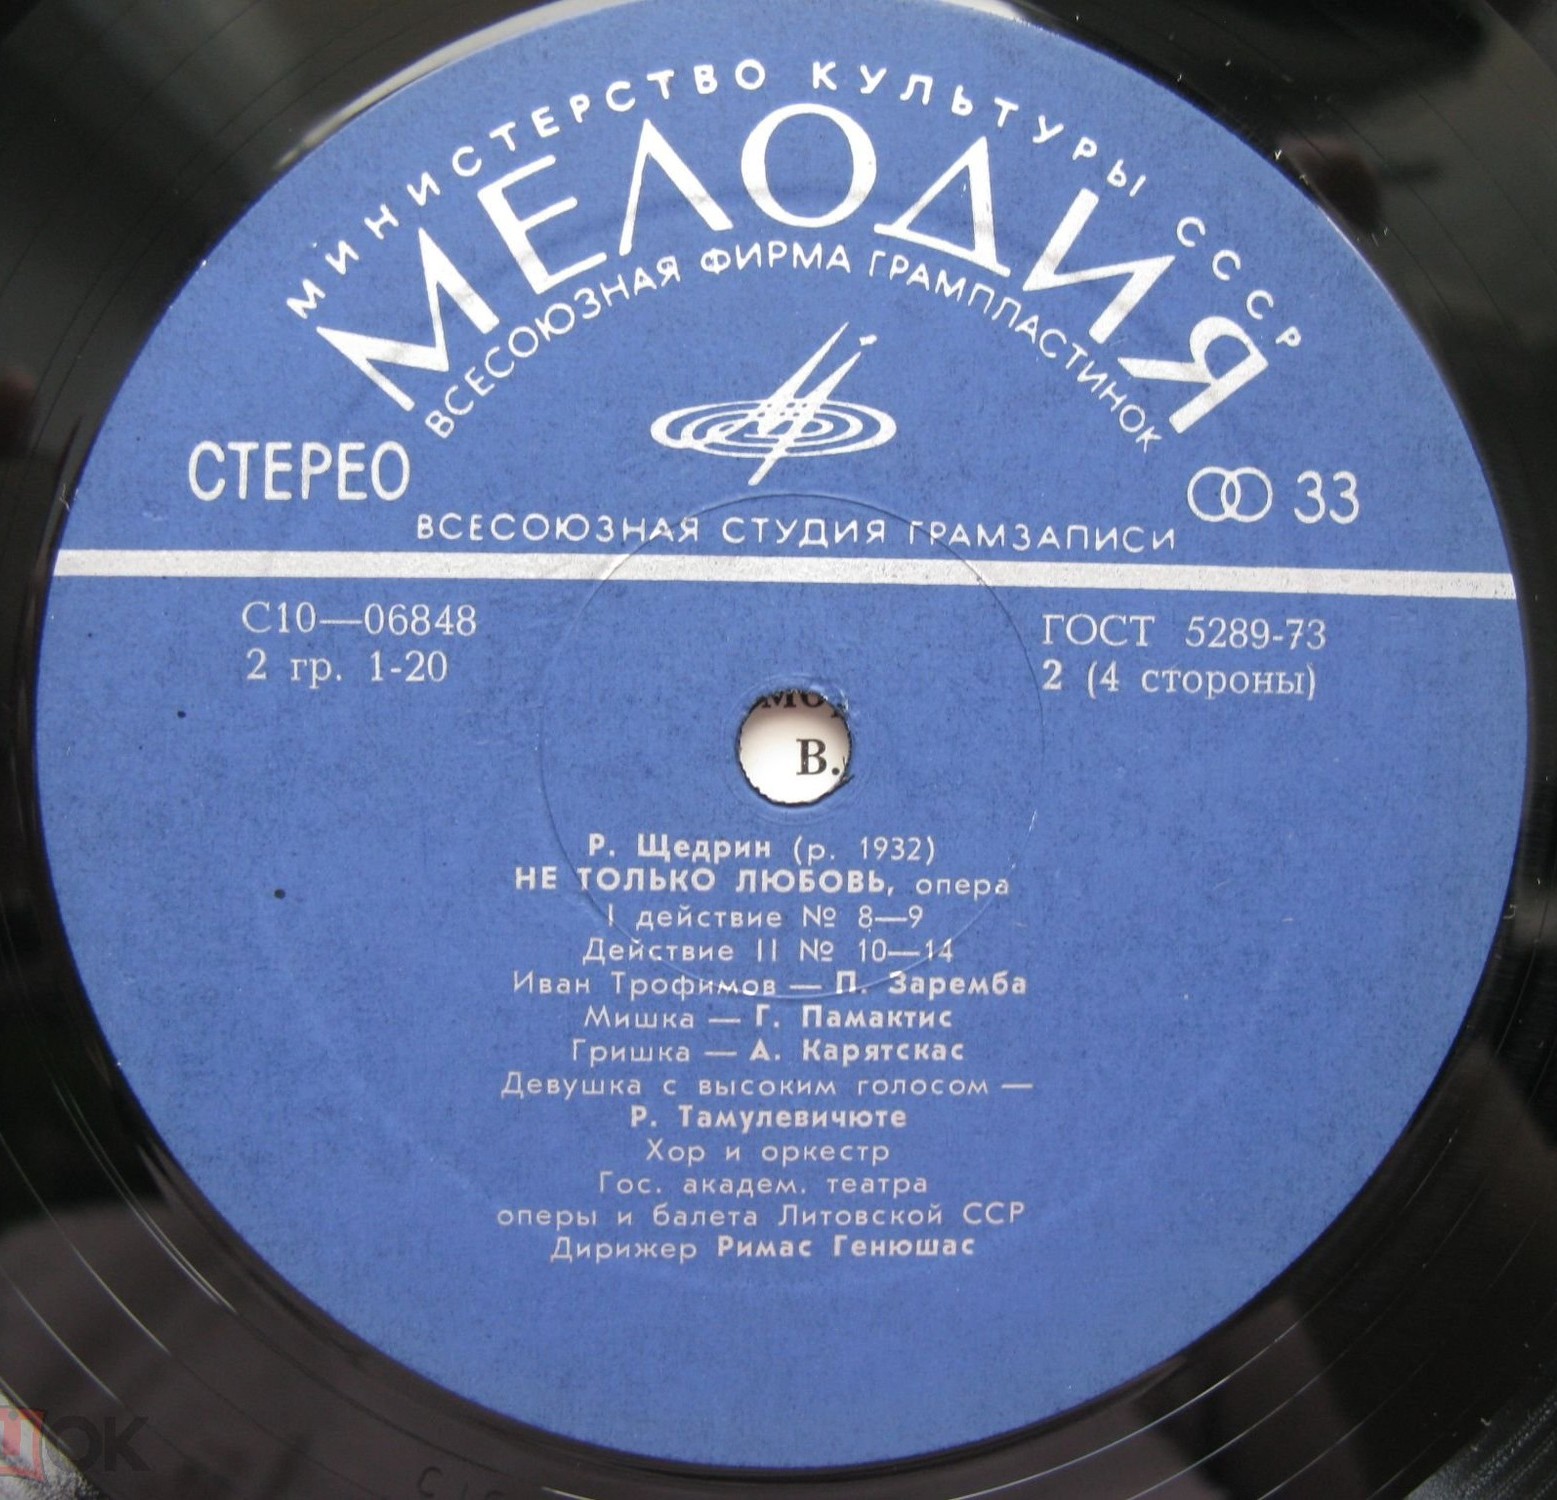 МИНИСТЕРСТВО КУЛЬТУРЫ СССР
МЕЛОДИЯ
ВСЕСОЮЗНАЯ ФИРМА ГРАМПЛАСТИНОК
СТЕРЕО
33
ВСЕСОЮЗНАЯ СТУДИЯ ГРАМЗАПИСИ
С10—06848
ГОСТ 5289-73
2 гр. 1-20
2 (4 стороны)
В.
Р. Щедрин (р. 1932)
НЕ ТОЛЬКО ЛЮБОВЬ, опера
I действие № 8—9
Действие II № 10—14
Иван Трофимов — П. Заремба
Мишка — Г. Памактис
Гришка — А. Карятскас
Девушка с высоким голосом —
Р. Тамулевичюте
Хор и оркестр
Гос. академ. театра
оперы и балета Литовской ССР
Дирижер Римас Генюшас